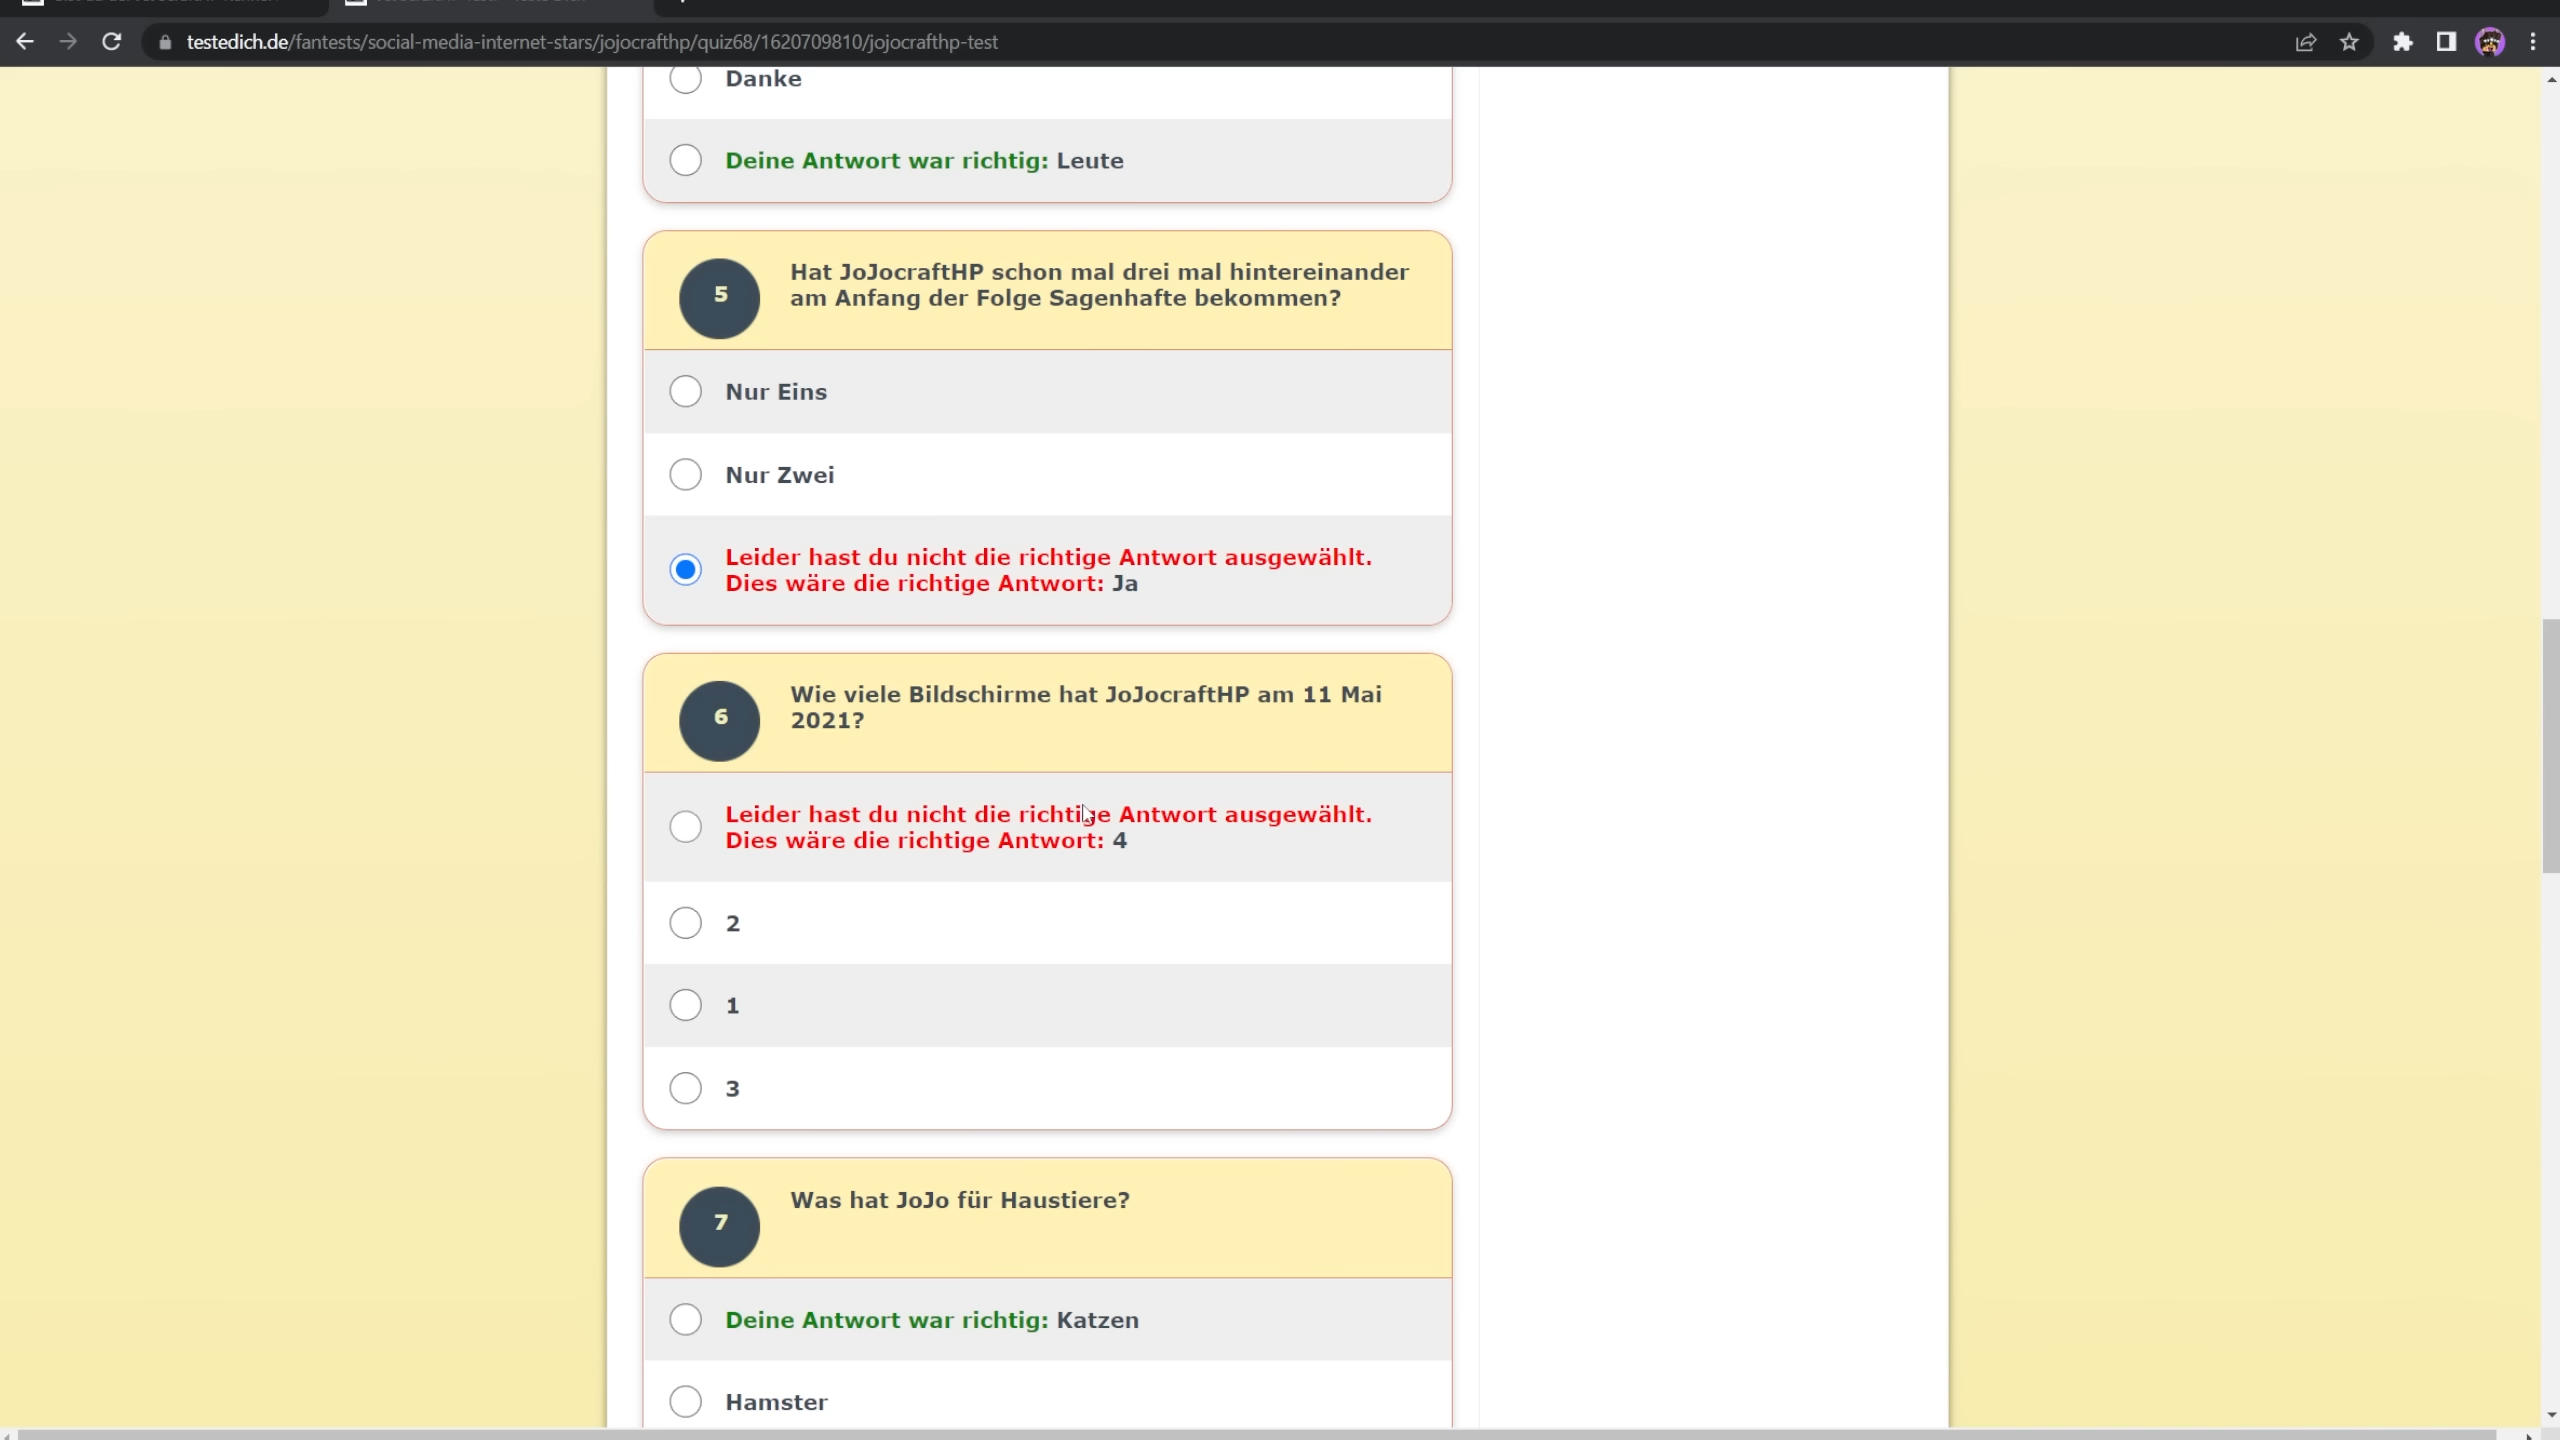 testedich.de/fantests/social-media-internet-stars/jojocrafthp/quiz68/1620709810/jojocrafthp-test
Danke
Deine Antwort war richtig: Leute
5
Hat JoJocraftHP schon mal drei mal hintereinander
am Anfang der Folge Sagenhafte bekommen?
Nur Eins
Nur Zwei
Leider hast du nicht die richtige Antwort ausgewählt.
Dies wäre die richtige Antwort: Ja
6
Wie viele Bildschirme hat JoJocraftHP am 11 Mai
2021?
Leider hast du nicht die richtige Antwort ausgewählt.
Dies wäre die richtige Antwort: 4
2
1
3
7
Was hat JoJo für Haustiere?
Deine Antwort war richtig: Katzen
Hamster